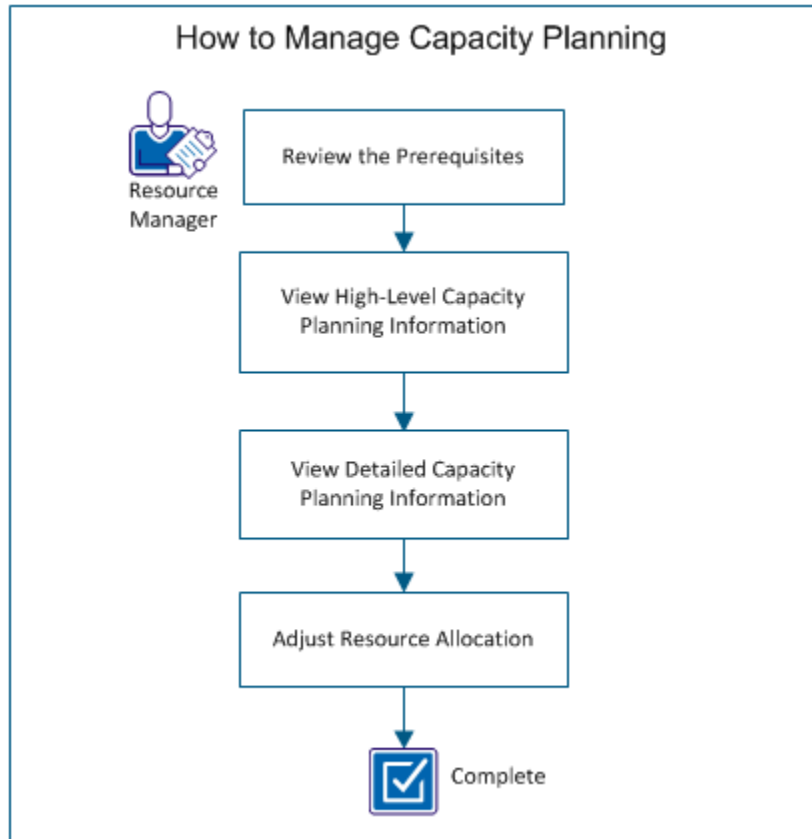 How to Manage Capacity Planning
Resource
Manager
Review the Prerequisites
View High-Level Capacity
Planning Information
View Detailed Capacity
Planning Information
Adjust Resource Allocation
Complete